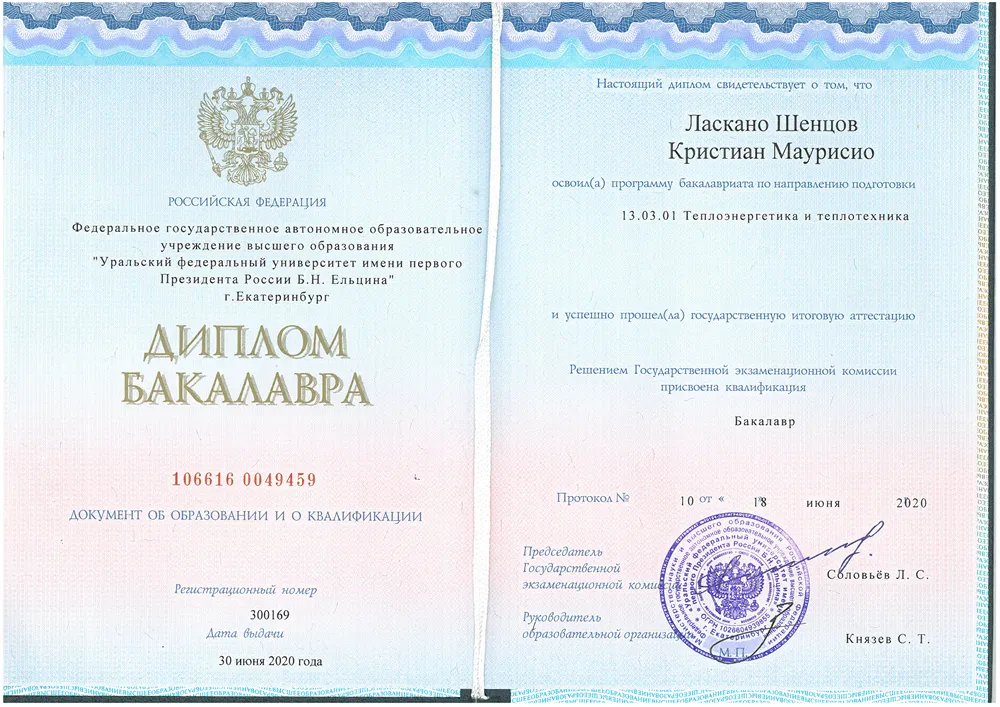 РОССИЙСКАЯ ФЕДЕРАЦИЯ
Федеральное государственное автономное образовательное
учреждение высшего образования
"Уральский федеральный университет имени первого
Президента России Б.Н. Ельцина"
г.Екатеринбург
ДИПЛОМ
БАКАЛАВРА
106616 0049459
ДОКУМЕНТ ОБ ОБРАЗОВАНИИ И О КВАЛИФИКАЦИИ
Регистрационный номер
300169
Дата выдачи
30 июня 2020 года
Настоящий диплом свидетельствует о том, что
Ласкано Шенцов
Кристиан Маурисио
освоил(а) программу бакалавриата по направлению подготовки
13.03.01 Теплоэнергетика и теплотехника
и успешно прошел(ла) государственную итоговую аттестацию
Решением Государственной экзаменационной комиссии
присвоена квалификация
Бакалавр
Протокол № 10 от « 18 » июня 2020
Председатель
Государственной
экзаменационной комиссии
Соловьёв Л. С.
Руководитель
образовательной организации
Князев С. Т.
М.П.
ОГРН 1026604939855
г. Екатеринбург